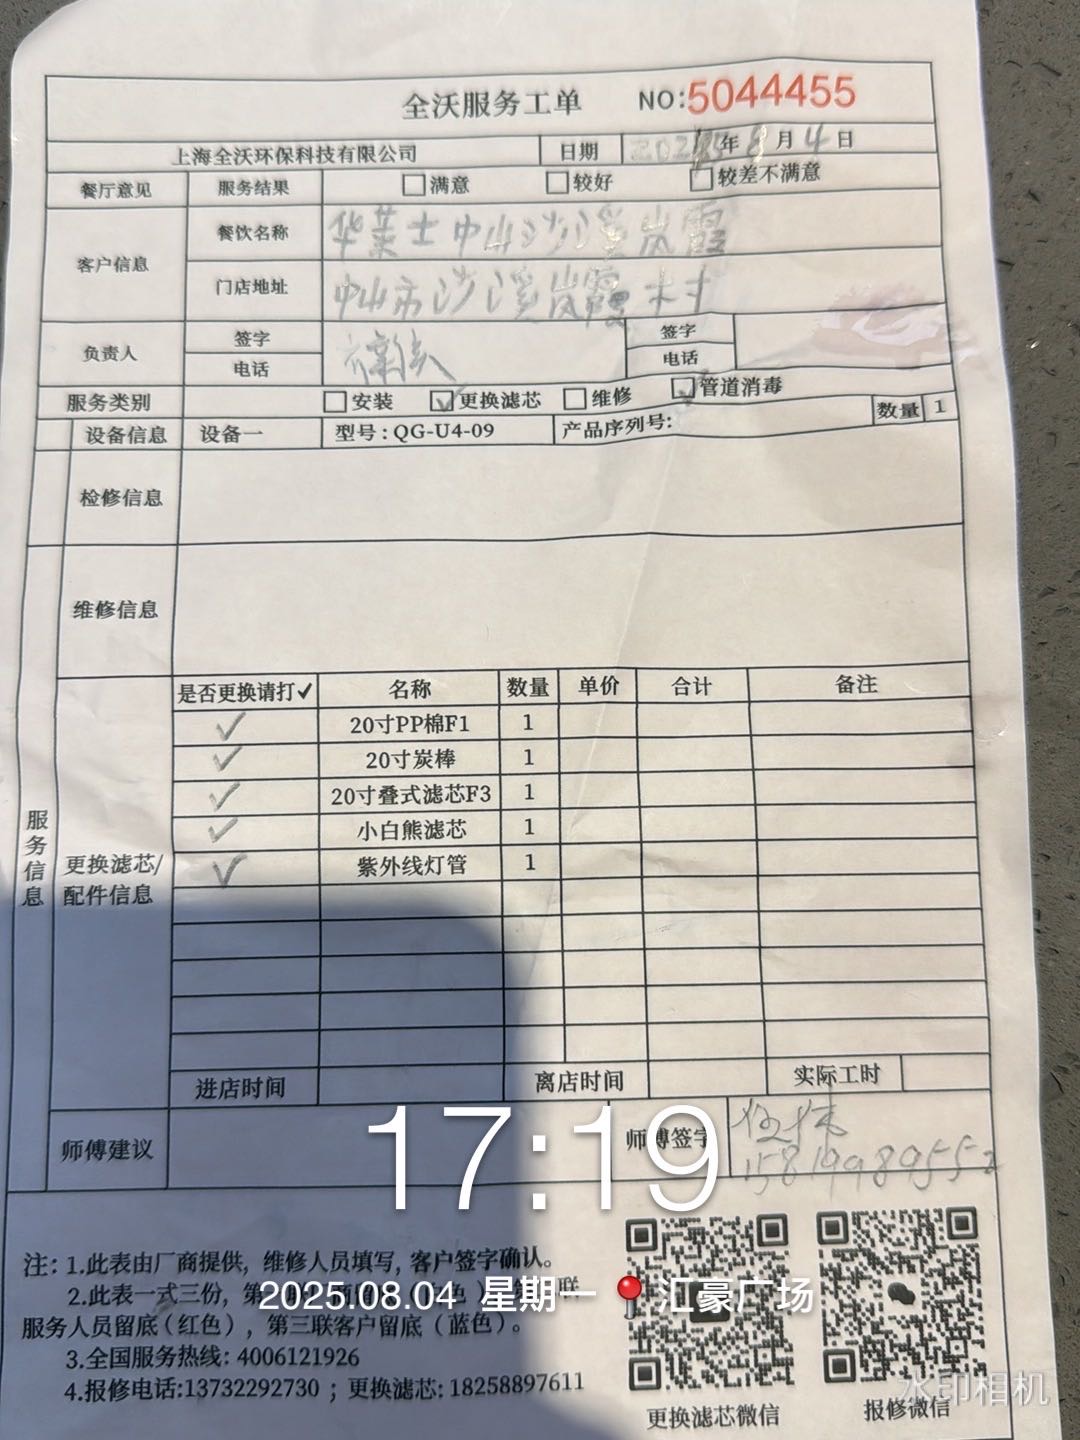 全沃服务工单 NO:5044455
上海全沃环保科技有限公司 日期 2025年8月4日
餐厅意见 服务结果 满意 较好 较差不满意
客户信息 餐饮名称 华莱士中山沙溪岚霞
门店地址 中山市沙溪岚霞村
负责人 签字 签字
电话 电话
服务类别 安装 更换滤芯 维修 管道消毒
设备信息 设备一 型号:QG-U4-09 产品序列号: 数量 1
检修信息
维修信息
是否更换请打✓ 名称 数量 单价 合计 备注
✓ 20寸PP棉F1 1
✓ 20寸炭棒 1
✓ 20寸叠式滤芯F3 1
✓ 小白熊滤芯 1
✓ 紫外线灯管 1
服务信息
更换滤芯/
配件信息
进店时间 离店时间 实际工时
师傅建议 师傅签字
15819989552
17:19
注: 1.此表由厂商提供, 维修人员填写, 客户签字确认。
2.此表一式三份, 第 联
2025.08.04 星期一 汇豪广场
服务人员留底(红色), 第三联客户留底(蓝色)。
3.全国服务热线: 4006121926
4.报修电话:13732292730 ; 更换滤芯: 18258897611
更换滤芯微信 报修微信
水印相机